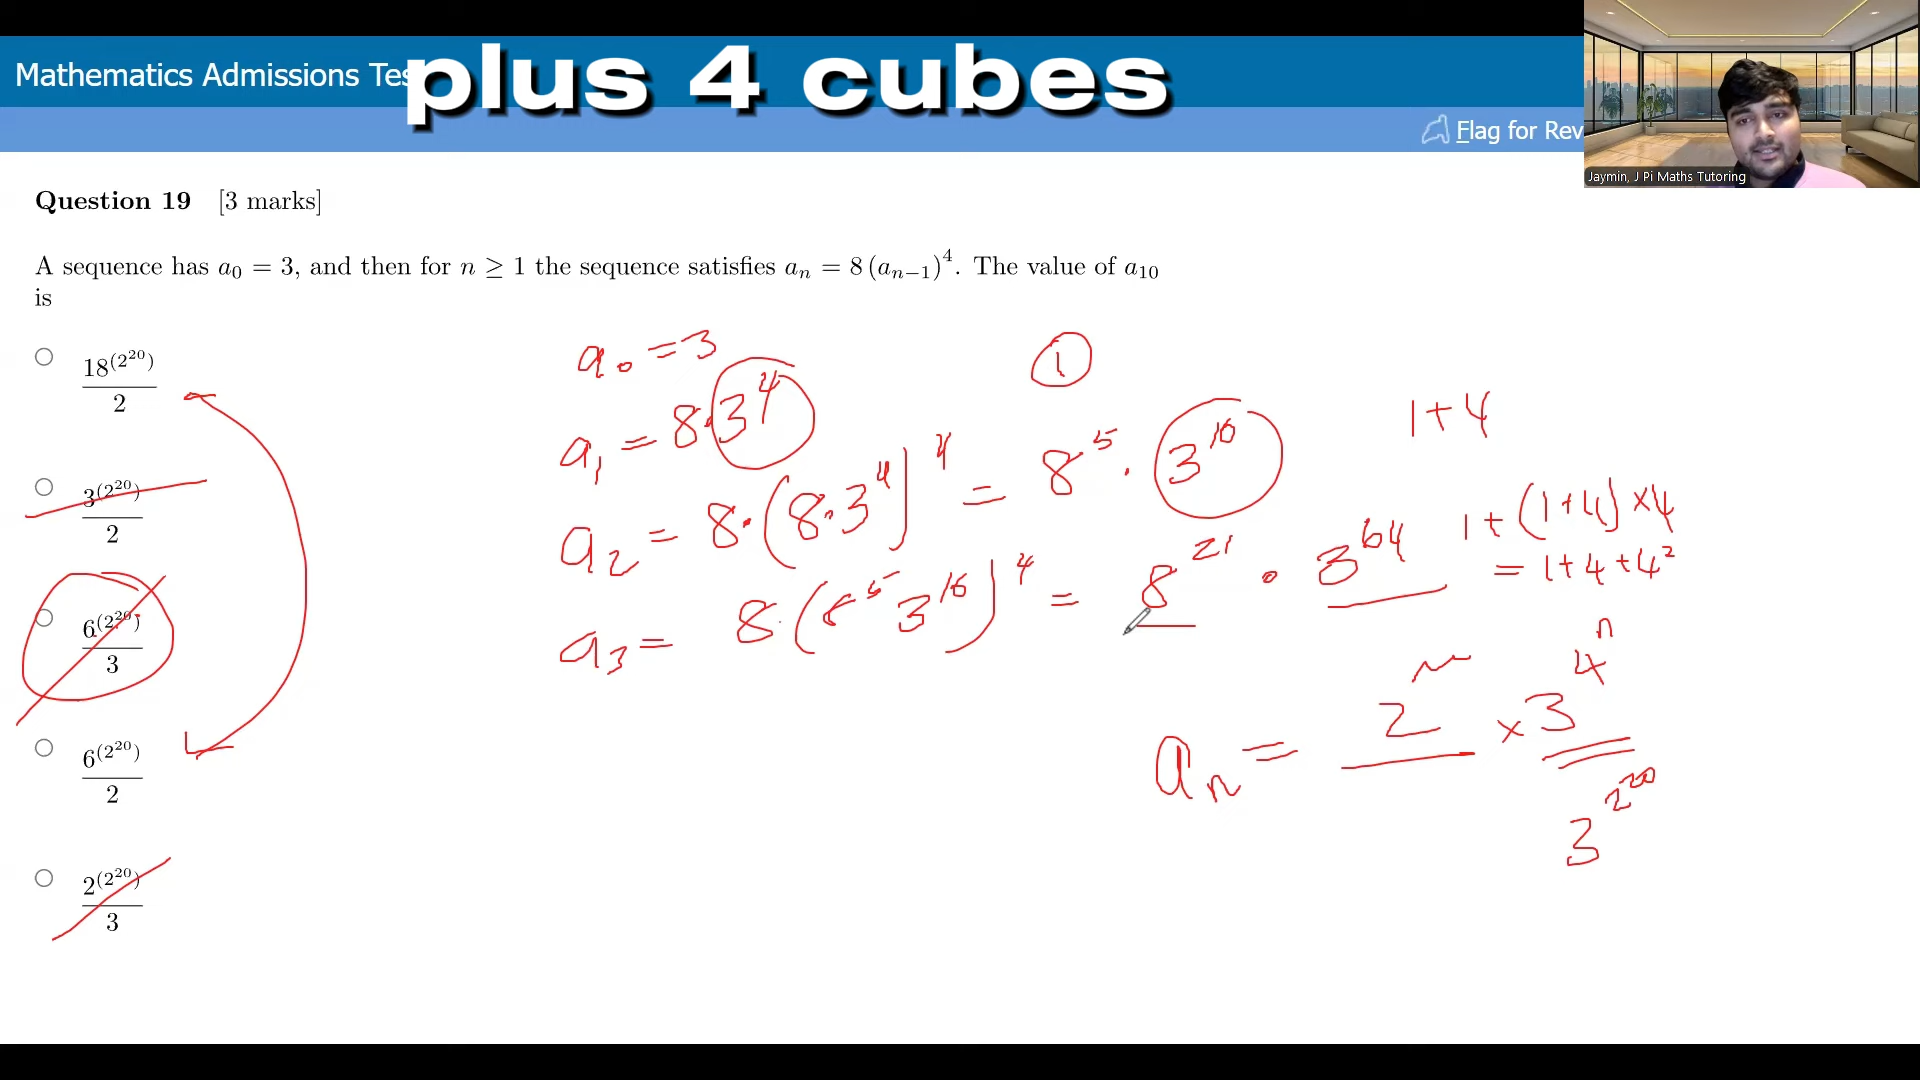 Mathematics Admissions Tes
plus 4 cubes
Flag for Rev
Jaymin, J Pi Maths Tutoring
Question 19 [3 marks]
A sequence has a₀ = 3, and then for n ≥ 1 the sequence satisfies aₙ = 8 (aₙ₋₁)⁴. The value of a₁₀
is
18^(2^20) / 2
3^(2^20) / 2
6^(2^20) / 3
6^(2^20) / 2
2^(2^20) / 3
a₀ = 3
1
a₁ = 8·3⁴
1+4
a₂ = 8·(8·3⁴)⁴ = 8⁵·3¹⁶
1+(1+4)×4
= 1+4+4²
a₃ = 8·(8⁵3¹⁶)⁴ = 8²¹·3⁶⁴
aₙ = 2 × 3^4^n
3^2^20